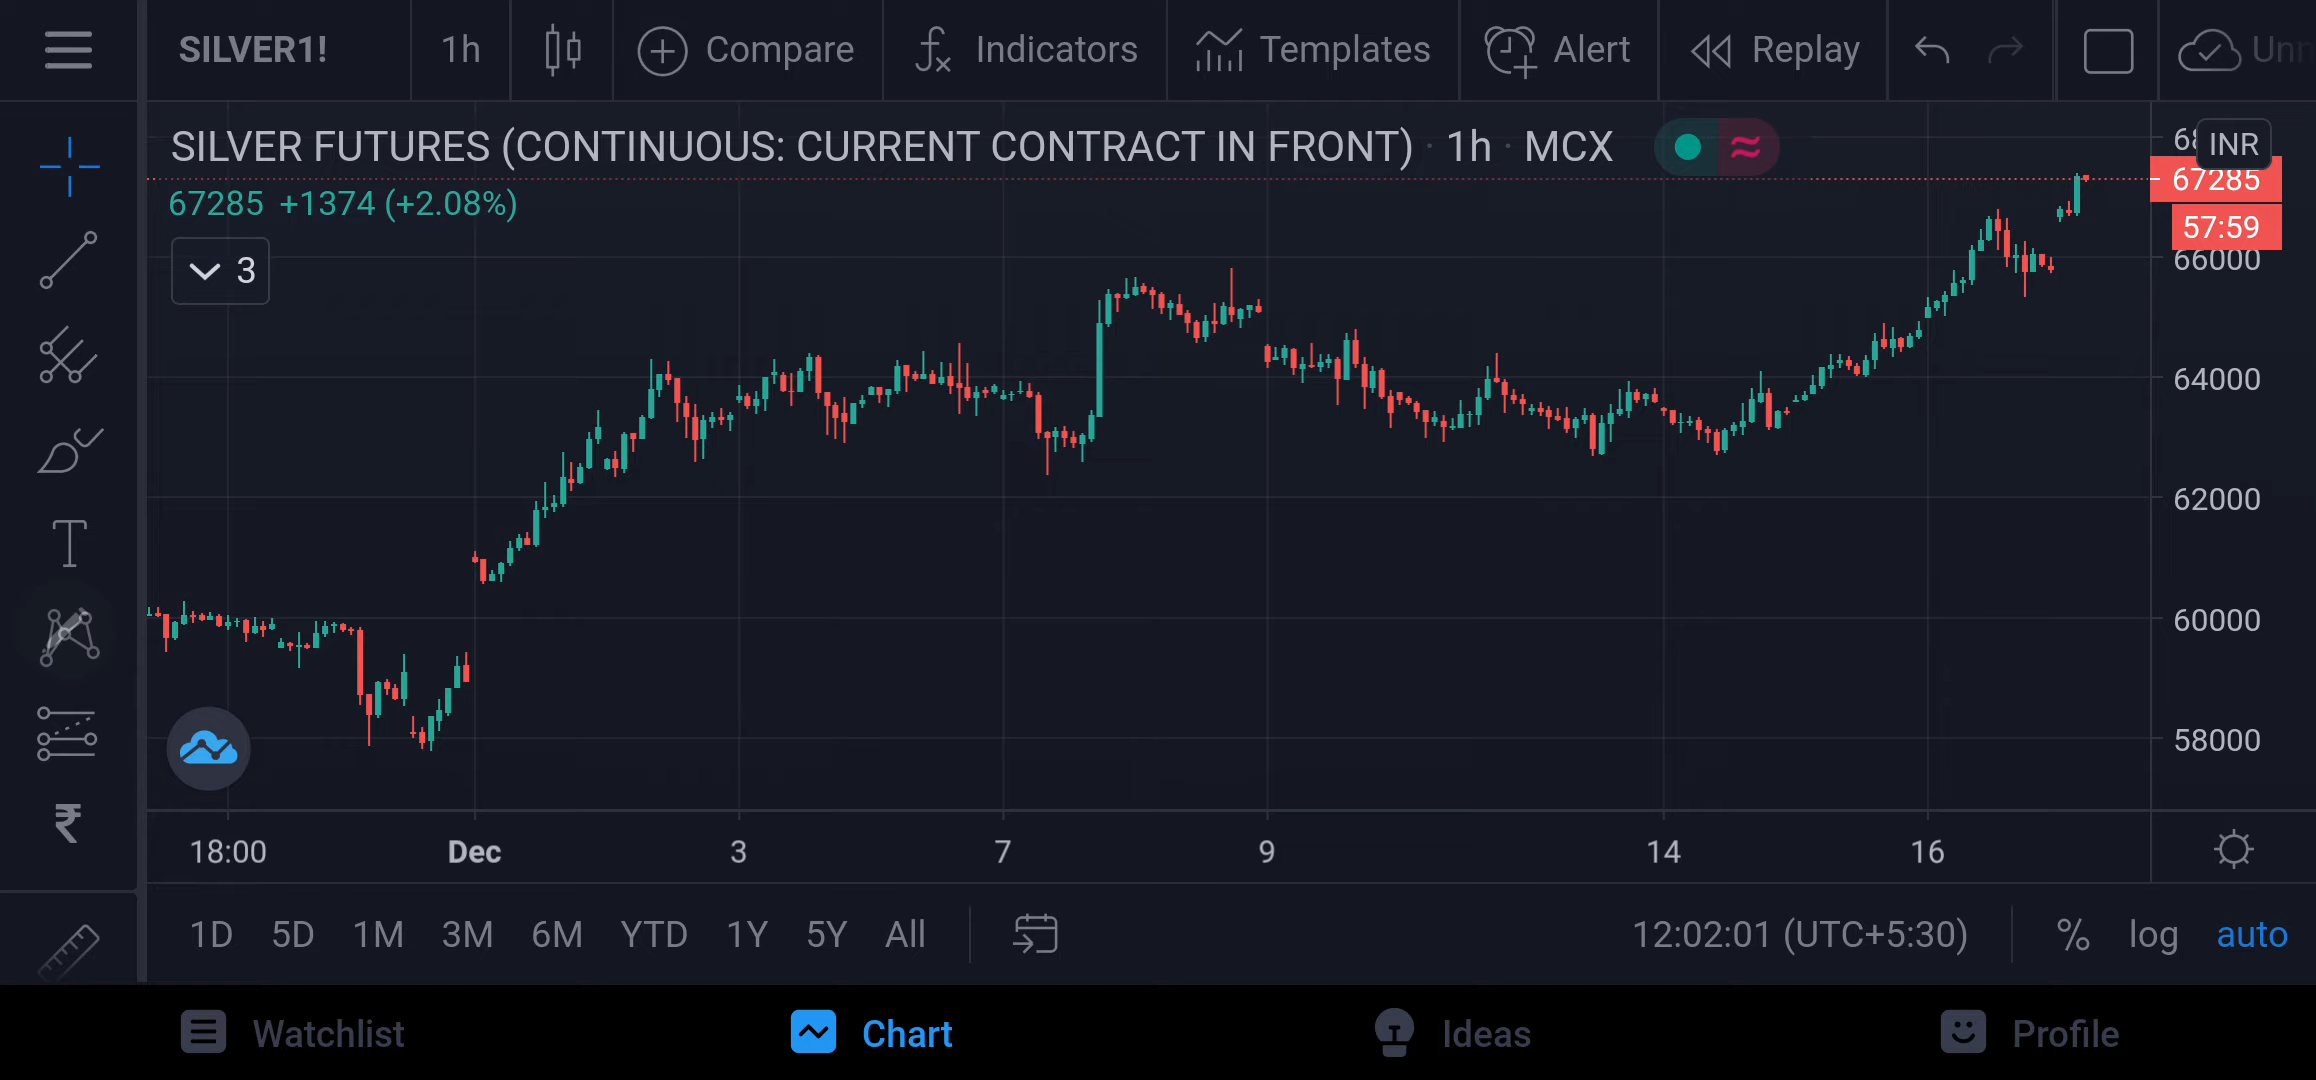 SILVER1! 1h Compare Indicators Templates Alert Replay
SILVER FUTURES (CONTINUOUS: CURRENT CONTRACT IN FRONT) · 1h · MCX
INR
67285 +1374 (+2.08%)
67285
57:59
3
66000
64000
62000
60000
58000
18:00 Dec 3 7 9 14 16
1D 5D 1M 3M 6M YTD 1Y 5Y All 12:02:01 (UTC+5:30) % log auto
Watchlist Chart Ideas Profile